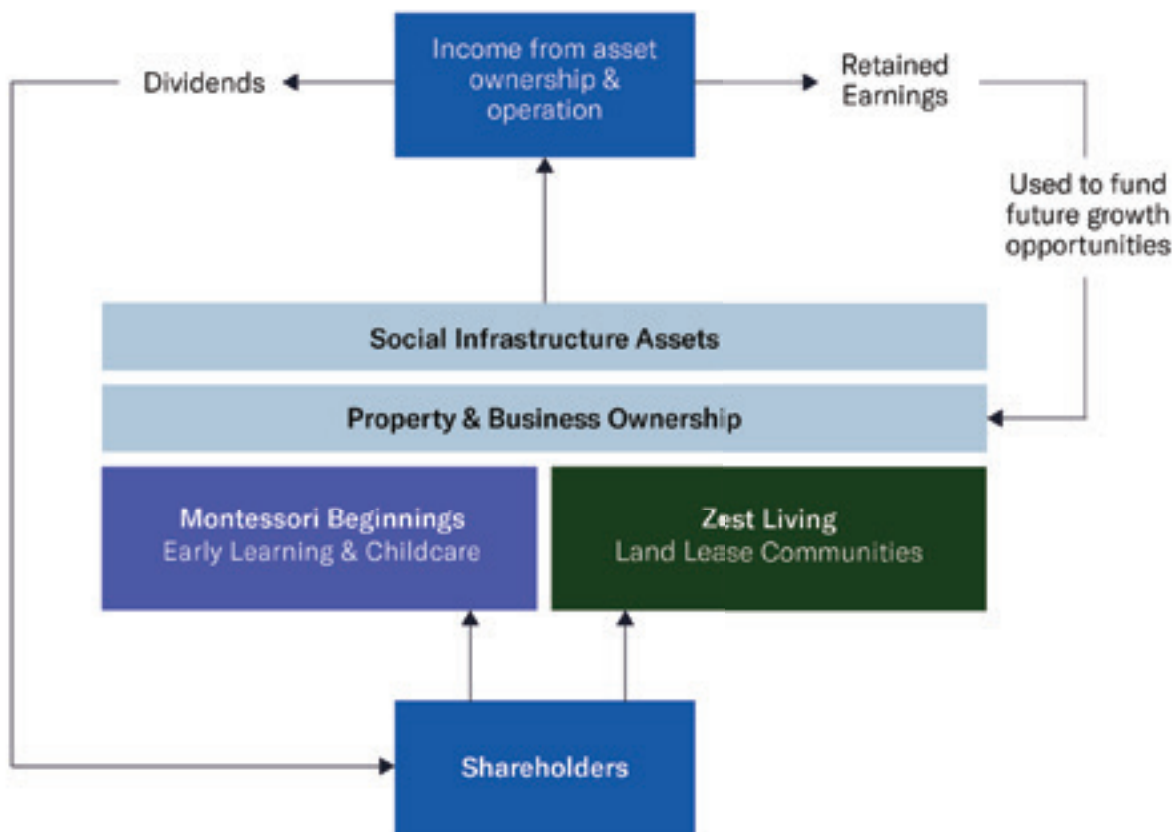 Income from asset
ownership &
operation
Dividends
Retained
Earnings
Used to fund
future growth
opportunities
Social Infrastructure Assets
Property & Business Ownership
Montessori Beginnings
Early Learning & Childcare
Zest Living
Land Lease Communities
Shareholders